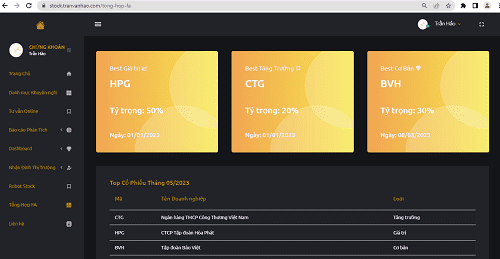 stock.tranvanhao.com/tong-hop-fa
CHỨNG KHOÁN
Trần Hảo
Trần Hảo
Trang Chủ
Danh mục Khuyến nghị
Tư vấn Online
Báo cáo Phân Tích
Dashboard
Nhận Định Thị Trường
Robot Stock
Tổng Hợp FA
Liên hệ
Best Giá trị
HPG
Tỷ trọng: 50%
Ngày: 01/01/2023
Best Tăng Trưởng
CTG
Tỷ trọng: 20%
Ngày: 01/01/2023
Best Cơ Bản
BVH
Tỷ trọng: 30%
Ngày:
Top Cổ Phiếu Tháng 05/2023
Mã Tên Doanh nghiệp Loại
CTG Ngân hàng TMCP Công Thương Việt Nam Tăng trưởng
HPG CTCP Tập đoàn Hòa Phát Giá trị
BVH Tập đoàn Bảo Việt Cơ bản